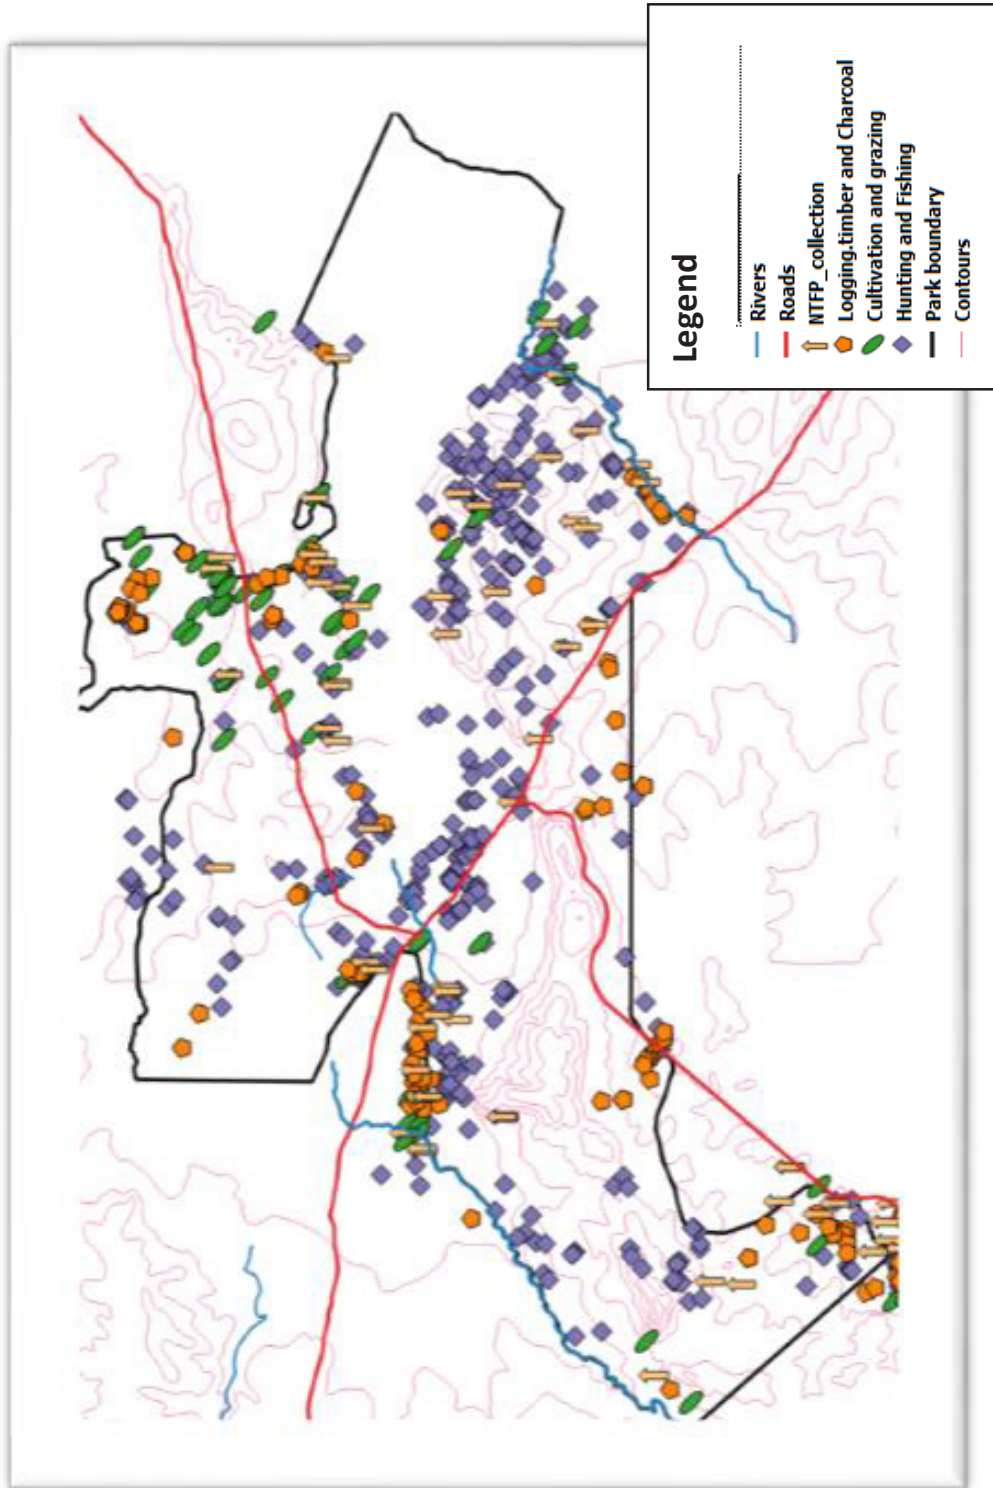 Legend
Rivers
Roads
NTFP_collection
Logging.timber and Charcoal
Cultivation and grazing
Hunting and Fishing
Park boundary
Contours